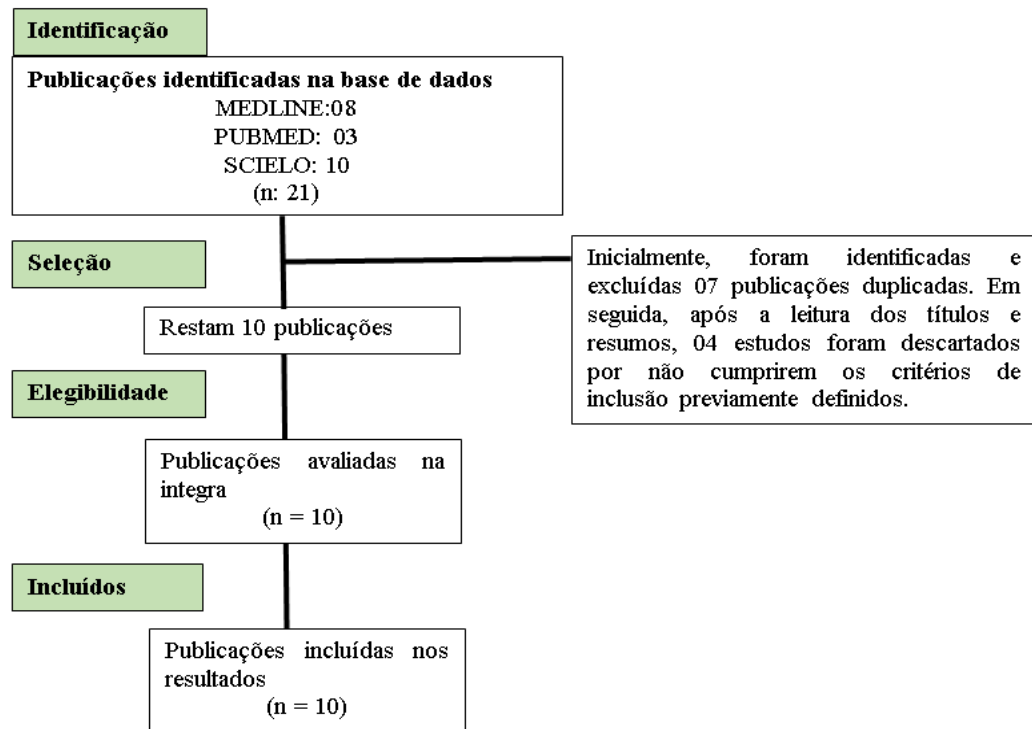 Identificação
Publicações identificadas na base de dados
MEDLINE:08
PUBMED: 03
SCIELO: 10
(n: 21)
Seleção
Inicialmente, foram identificadas e
excluídas 07 publicações duplicadas. Em
seguida, após a leitura dos títulos e
resumos, 04 estudos foram descartados
por não cumprirem os critérios de
inclusão previamente definidos.
Restam 10 publicações
Elegibilidade
Publicações avaliadas na
integra
(n = 10)
Incluídos
Publicações incluídas nos
resultados
(n = 10)